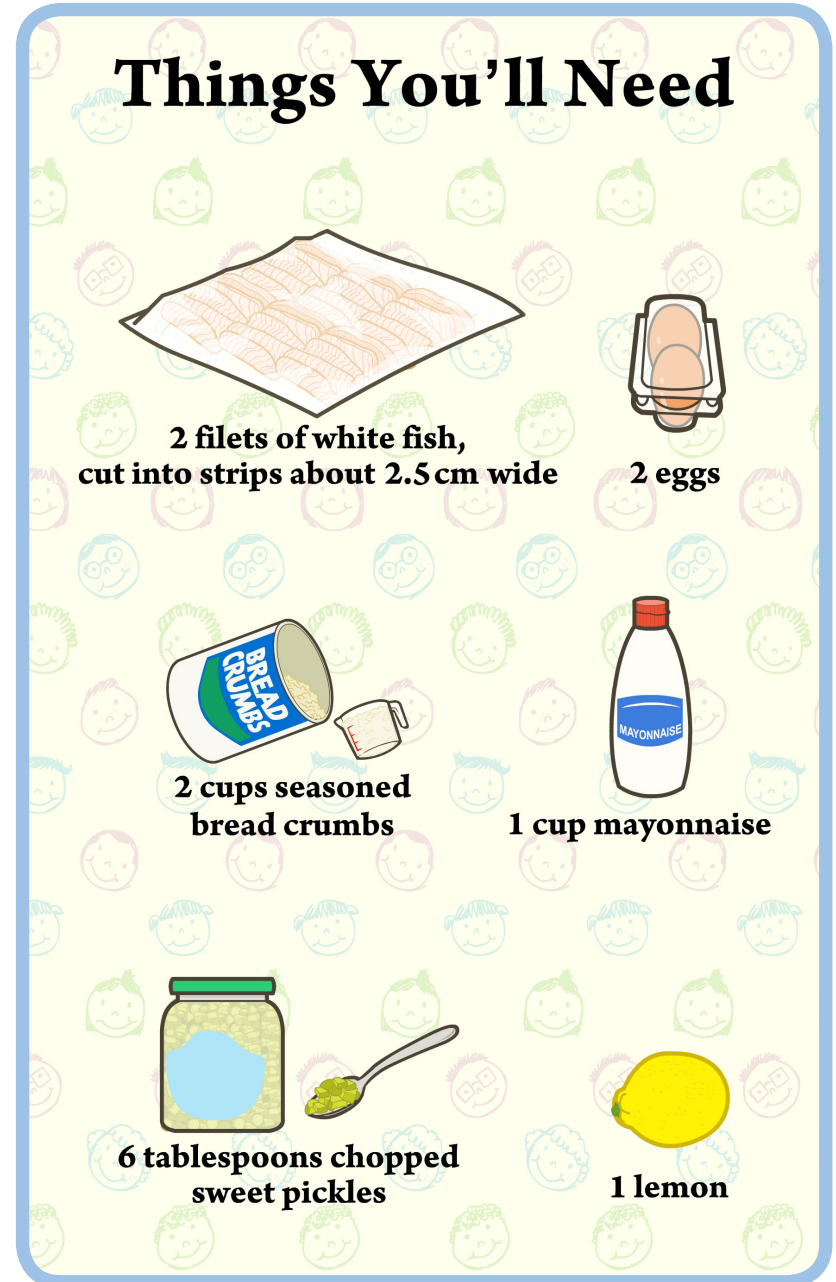 Things You’ll Need
2 filets of white fish,
cut into strips about 2.5 cm wide
2 eggs
BREAD
CRUMBS
2 cups seasoned
bread crumbs
MAYONNAISE
1 cup mayonnaise
6 tablespoons chopped
sweet pickles
1 lemon